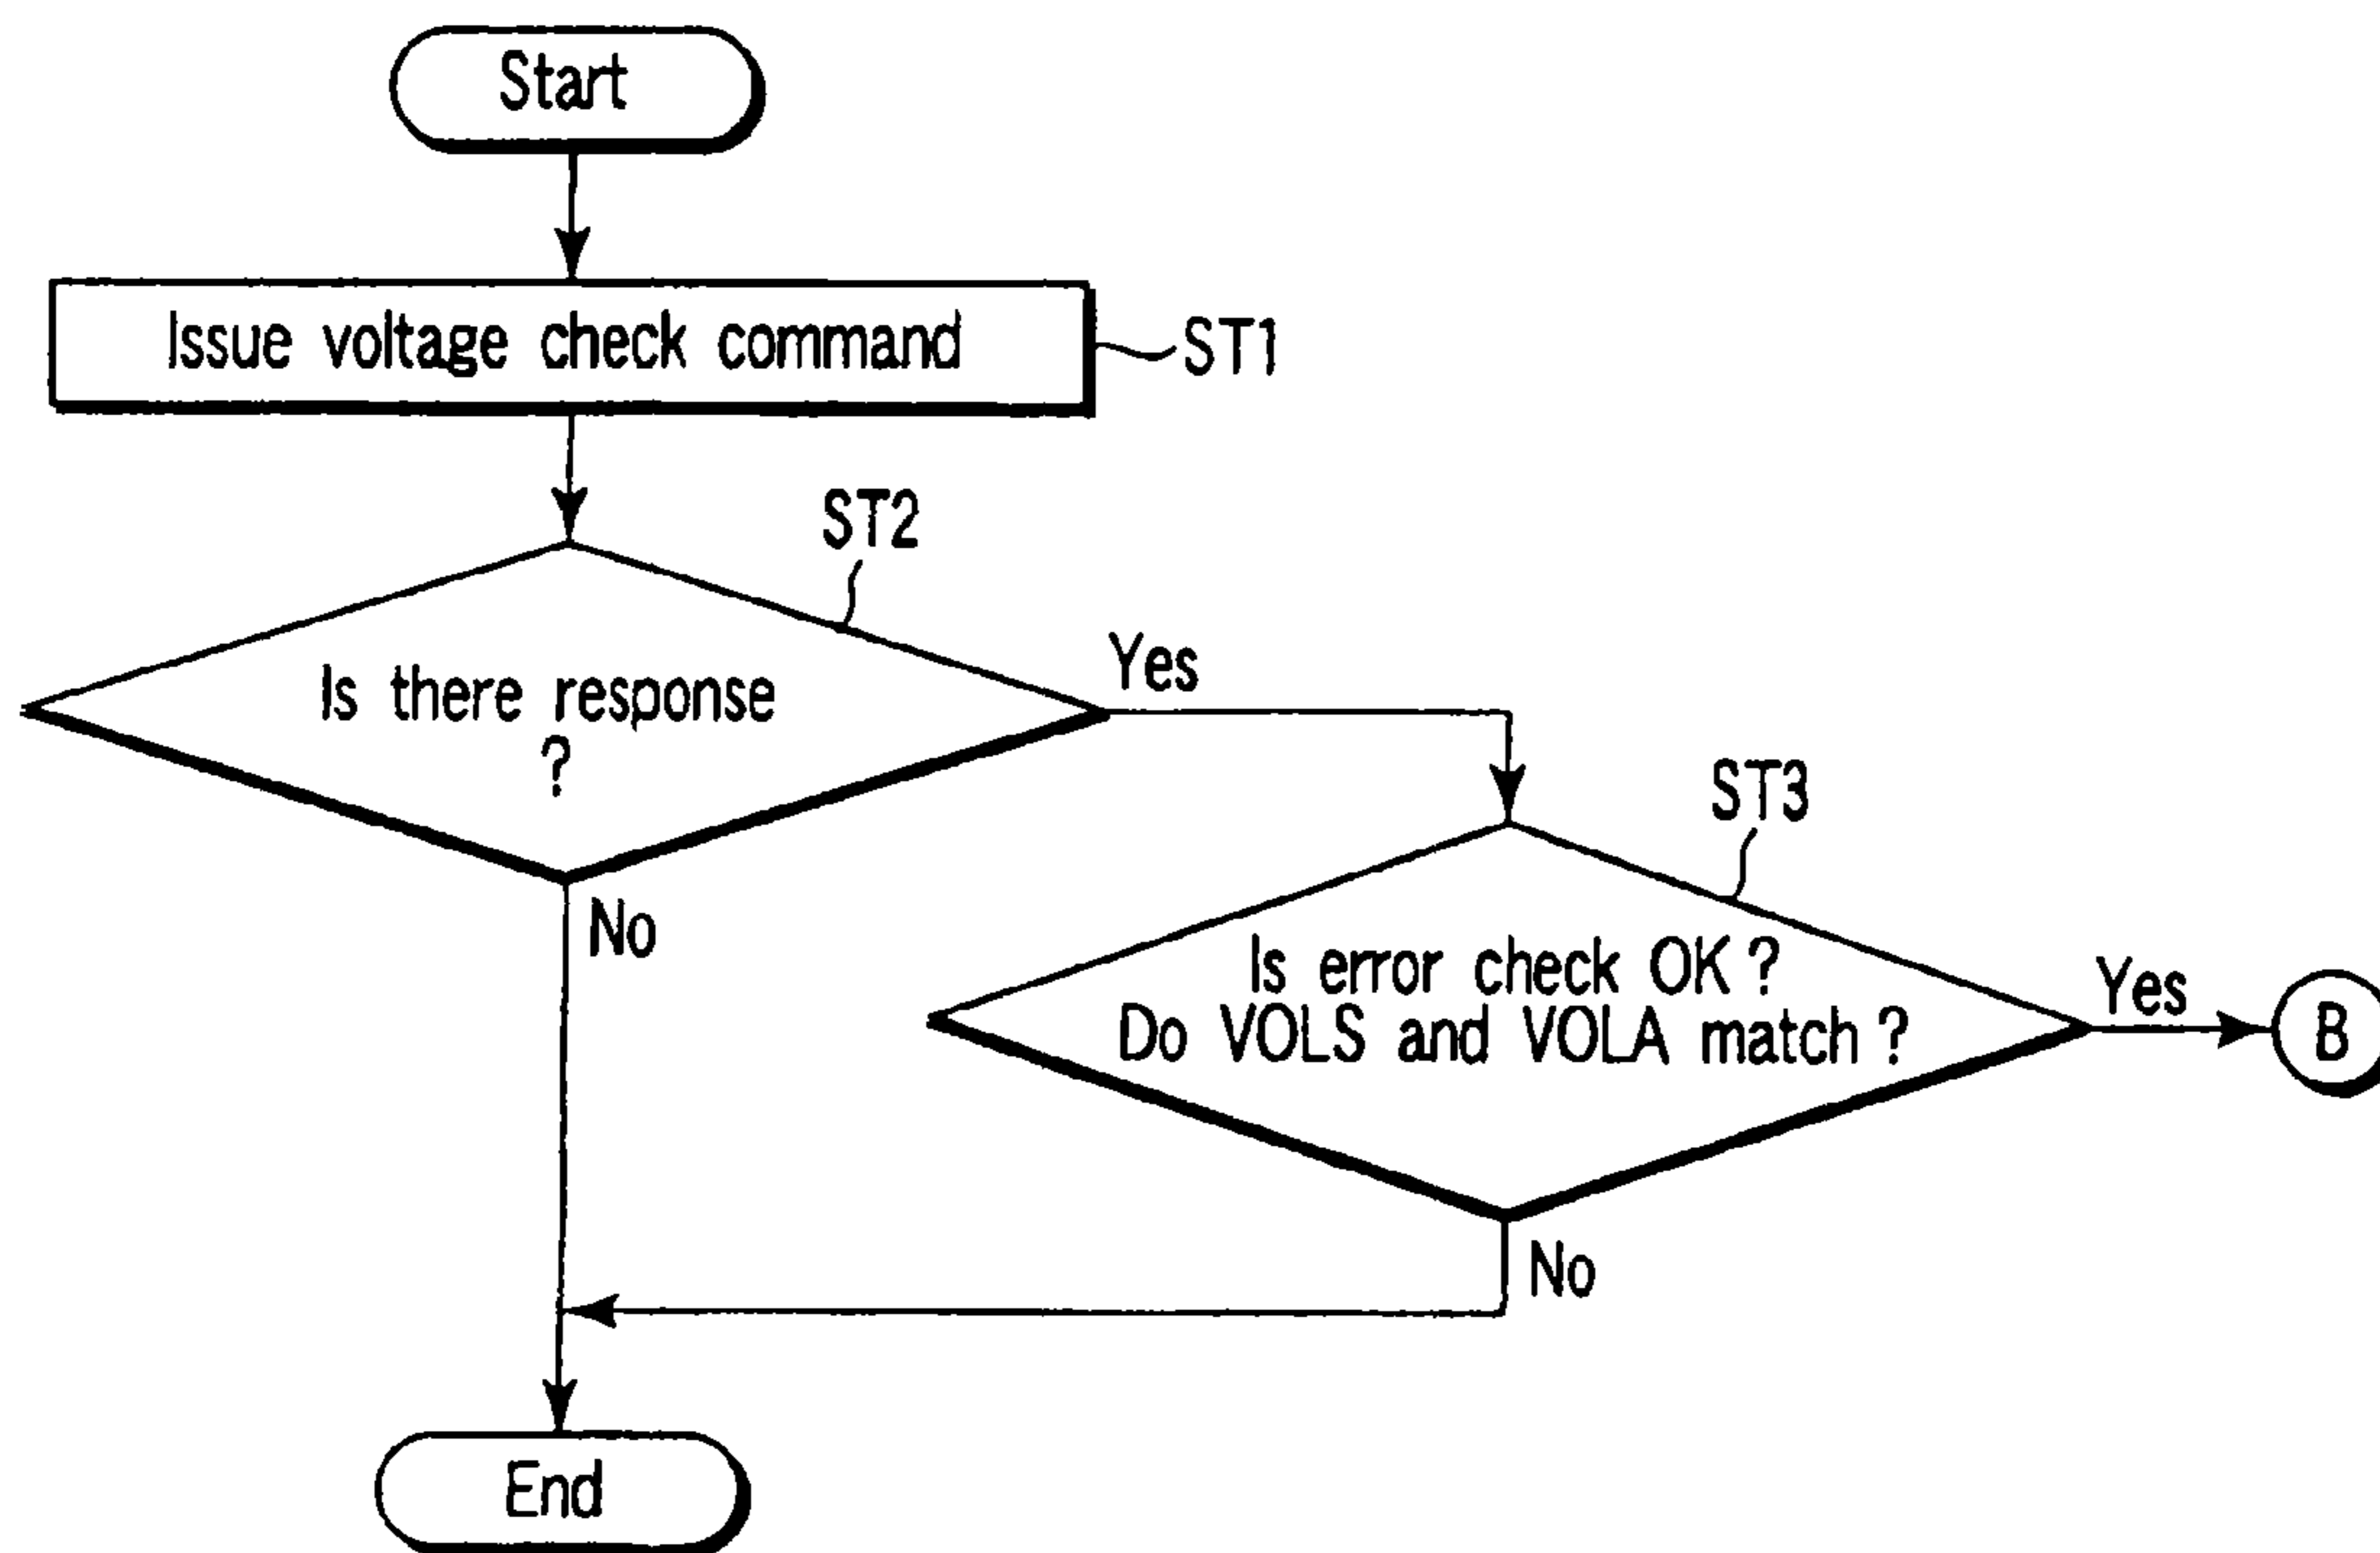 Start
Issue voltage check command
ST1
ST2
Is there response
?
Yes
No
ST3
Is error check OK ?
Do VOLS and VOLA match ?
Yes
B
No
End